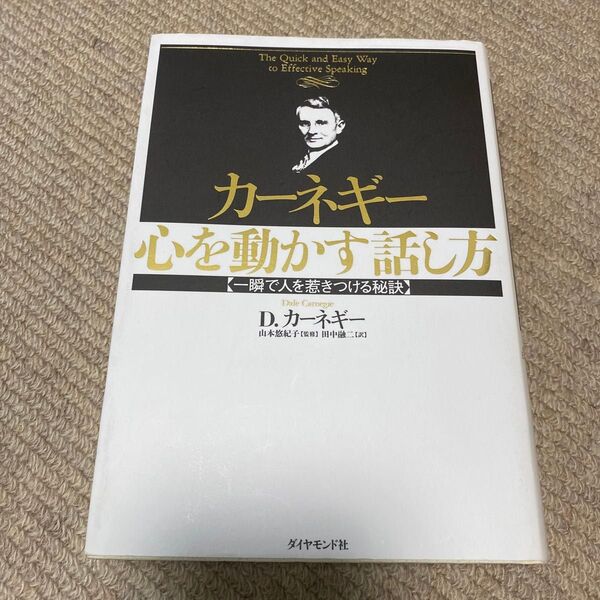 The Quick and Easy Way
to Effective Speaking
カーネギー
心を動かす話し方
【一瞬で人を惹きつける秘訣】
Dale Carnegie
D.カーネギー
山本悠紀子【監修】田中融二【訳】
ダイヤモンド社